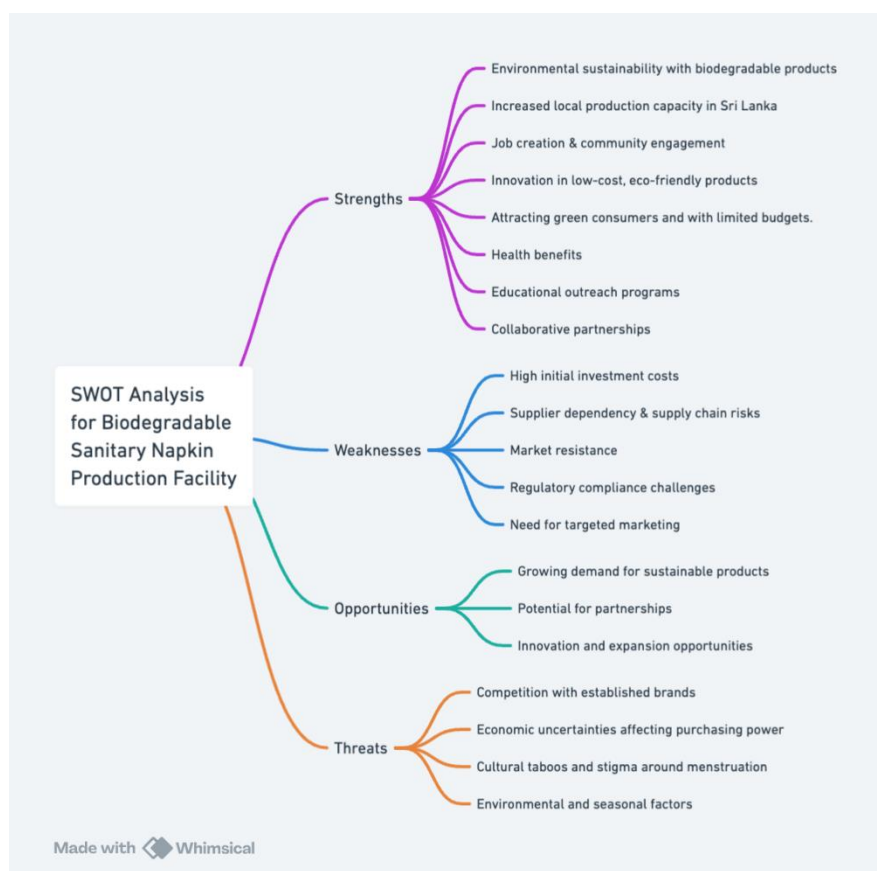 SWOT Analysis
for Biodegradable
Sanitary Napkin
Production Facility
Strengths
Environmental sustainability with biodegradable products
Increased local production capacity in Sri Lanka
Job creation & community engagement
Innovation in low-cost, eco-friendly products
Attracting green consumers and with limited budgets.
Health benefits
Educational outreach programs
Collaborative partnerships
Weaknesses
High initial investment costs
Supplier dependency & supply chain risks
Market resistance
Regulatory compliance challenges
Need for targeted marketing
Opportunities
Growing demand for sustainable products
Potential for partnerships
Innovation and expansion opportunities
Threats
Competition with established brands
Economic uncertainties affecting purchasing power
Cultural taboos and stigma around menstruation
Environmental and seasonal factors
Made with Whimsical